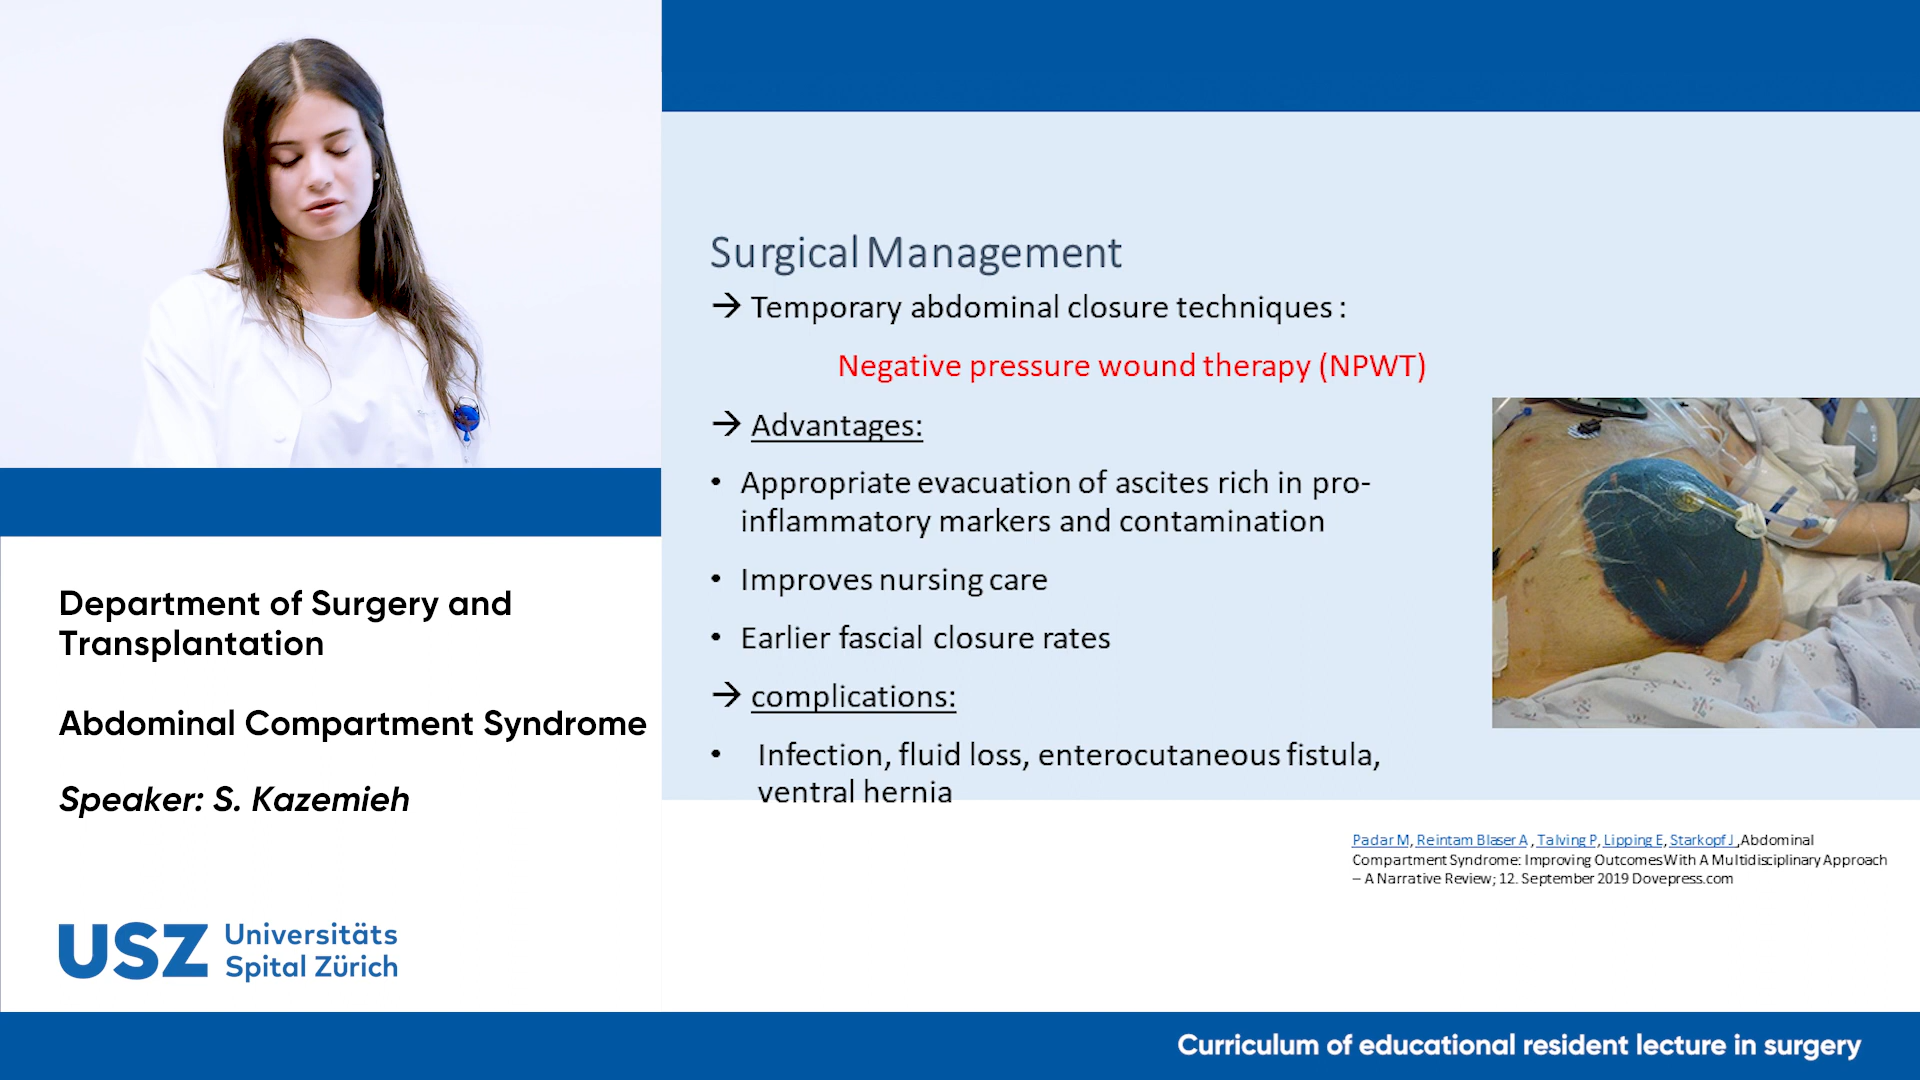 Surgical Management
→ Temporary abdominal closure techniques :
Negative pressure wound therapy (NPWT)
→ Advantages:
• Appropriate evacuation of ascites rich in pro-
inflammatory markers and contamination
• Improves nursing care
• Earlier fascial closure rates
→ complications:
• Infection, fluid loss, enterocutaneous fistula,
ventral hernia
Padar M, Reintam Blaser A , Talving P, Lipping E, Starkopf J ,Abdominal
Compartment Syndrome: Improving Outcomes With A Multidisciplinary Approach
– A Narrative Review; 12. September 2019 Dovepress.com
Department of Surgery and
Transplantation
Abdominal Compartment Syndrome
Speaker: S. Kazemieh
USZ Universitäts
Spital Zürich
Curriculum of educational resident lecture in surgery